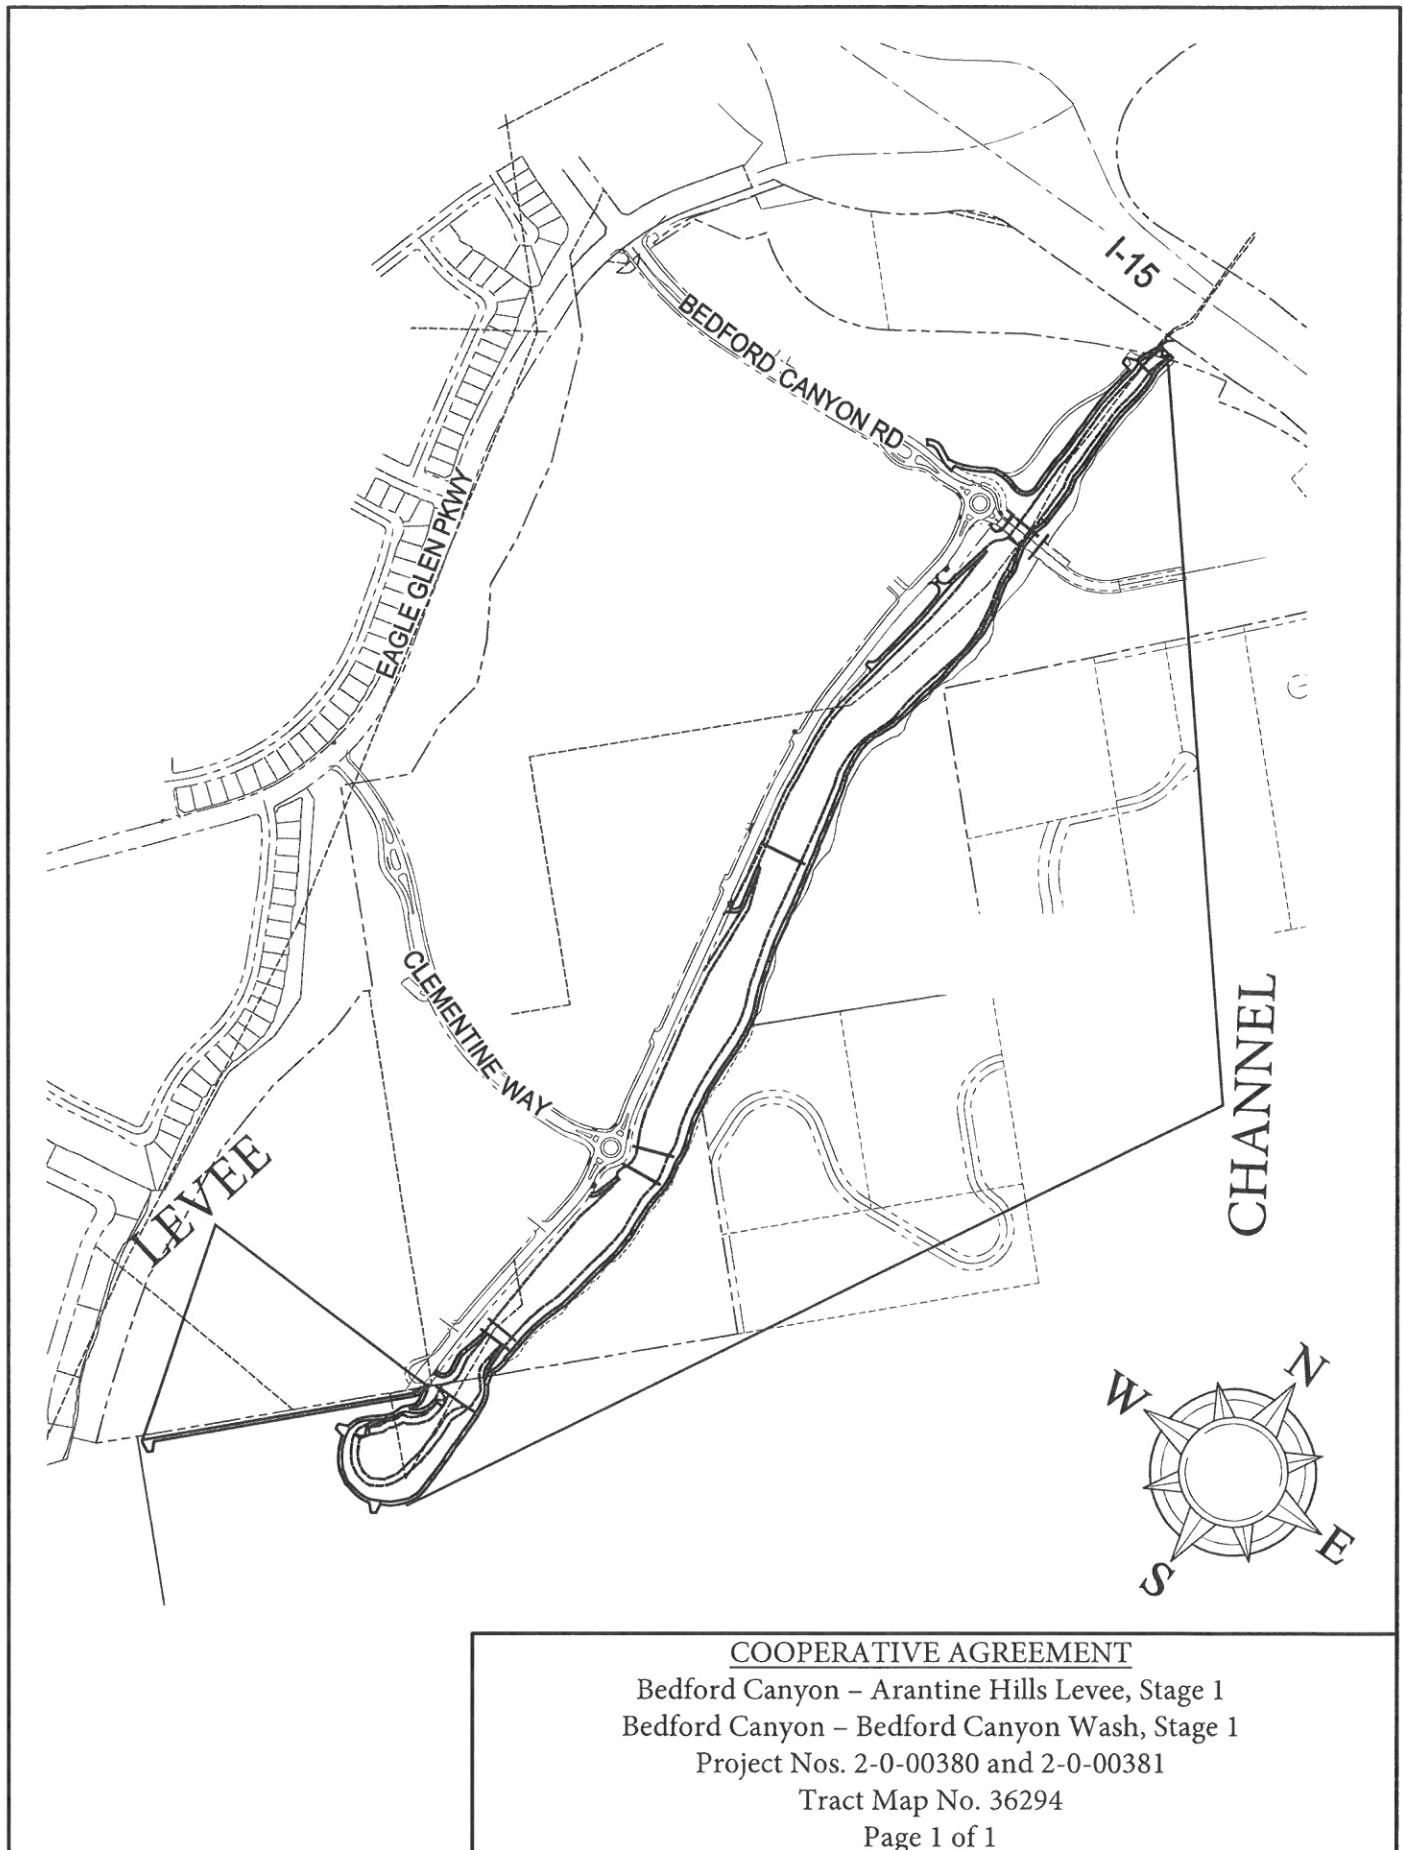 I-15
BEDFORD CANYON RD
EAGLE GLEN PKWY
CLEMENTINE WAY
LEVEE
CHANNEL
N
W
E
S
COOPERATIVE AGREEMENT
Bedford Canyon – Arantine Hills Levee, Stage 1
Bedford Canyon – Bedford Canyon Wash, Stage 1
Project Nos. 2-0-00380 and 2-0-00381
Tract Map No. 36294
Page 1 of 1